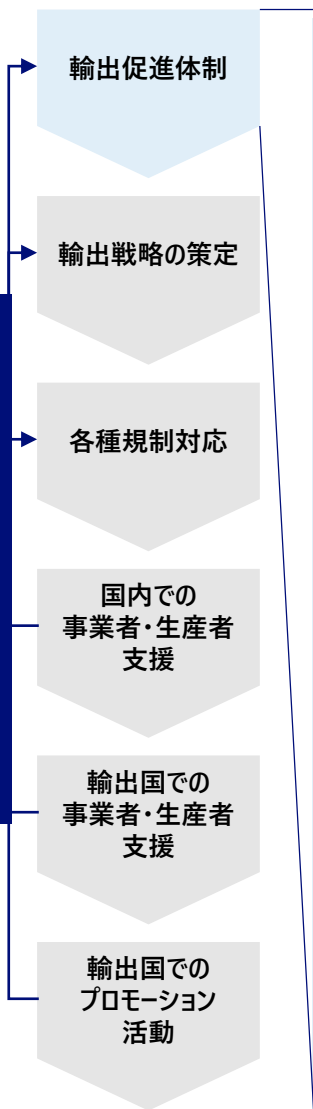 輸出促進体制
輸出戦略の策定
各種規制対応
国内での
事業者・生産者
支援
輸出国での
事業者・生産者
支援
輸出国での
プロモーション
活動